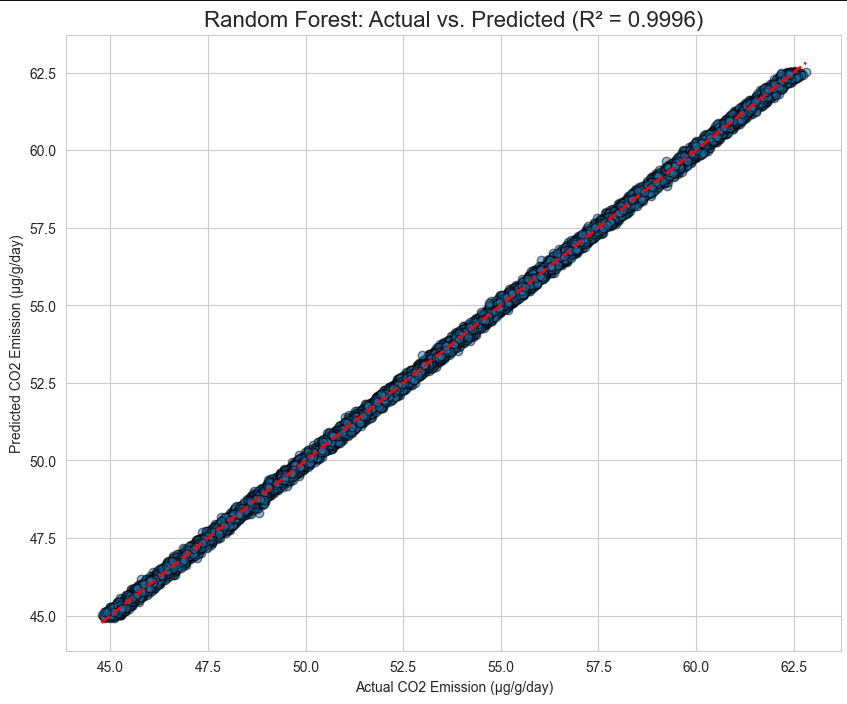 Random Forest: Actual vs. Predicted (R² = 0.9996)
62.5
60.0
57.5
55.0
52.5
50.0
47.5
45.0
Predicted CO2 Emission (µg/g/day)
45.0 47.5 50.0 52.5 55.0 57.5 60.0 62.5
Actual CO2 Emission (µg/g/day)